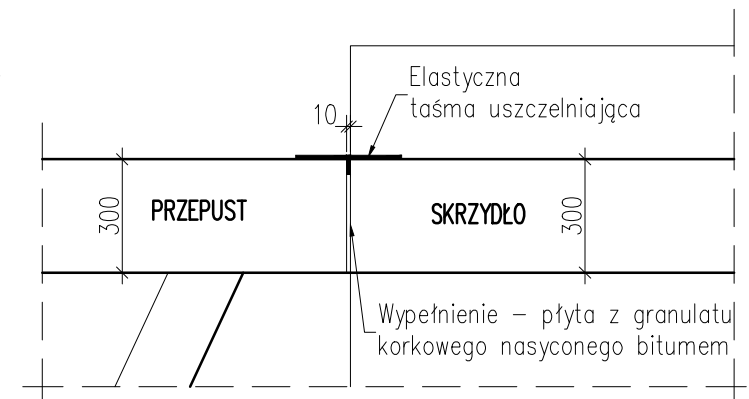 Elastyczna
taśma uszczelniająca
10
300
PRZEPUST
SKRZYDŁO
300
Wypełnienie – płyta z granulatu
korkowego nasyconego bitumem